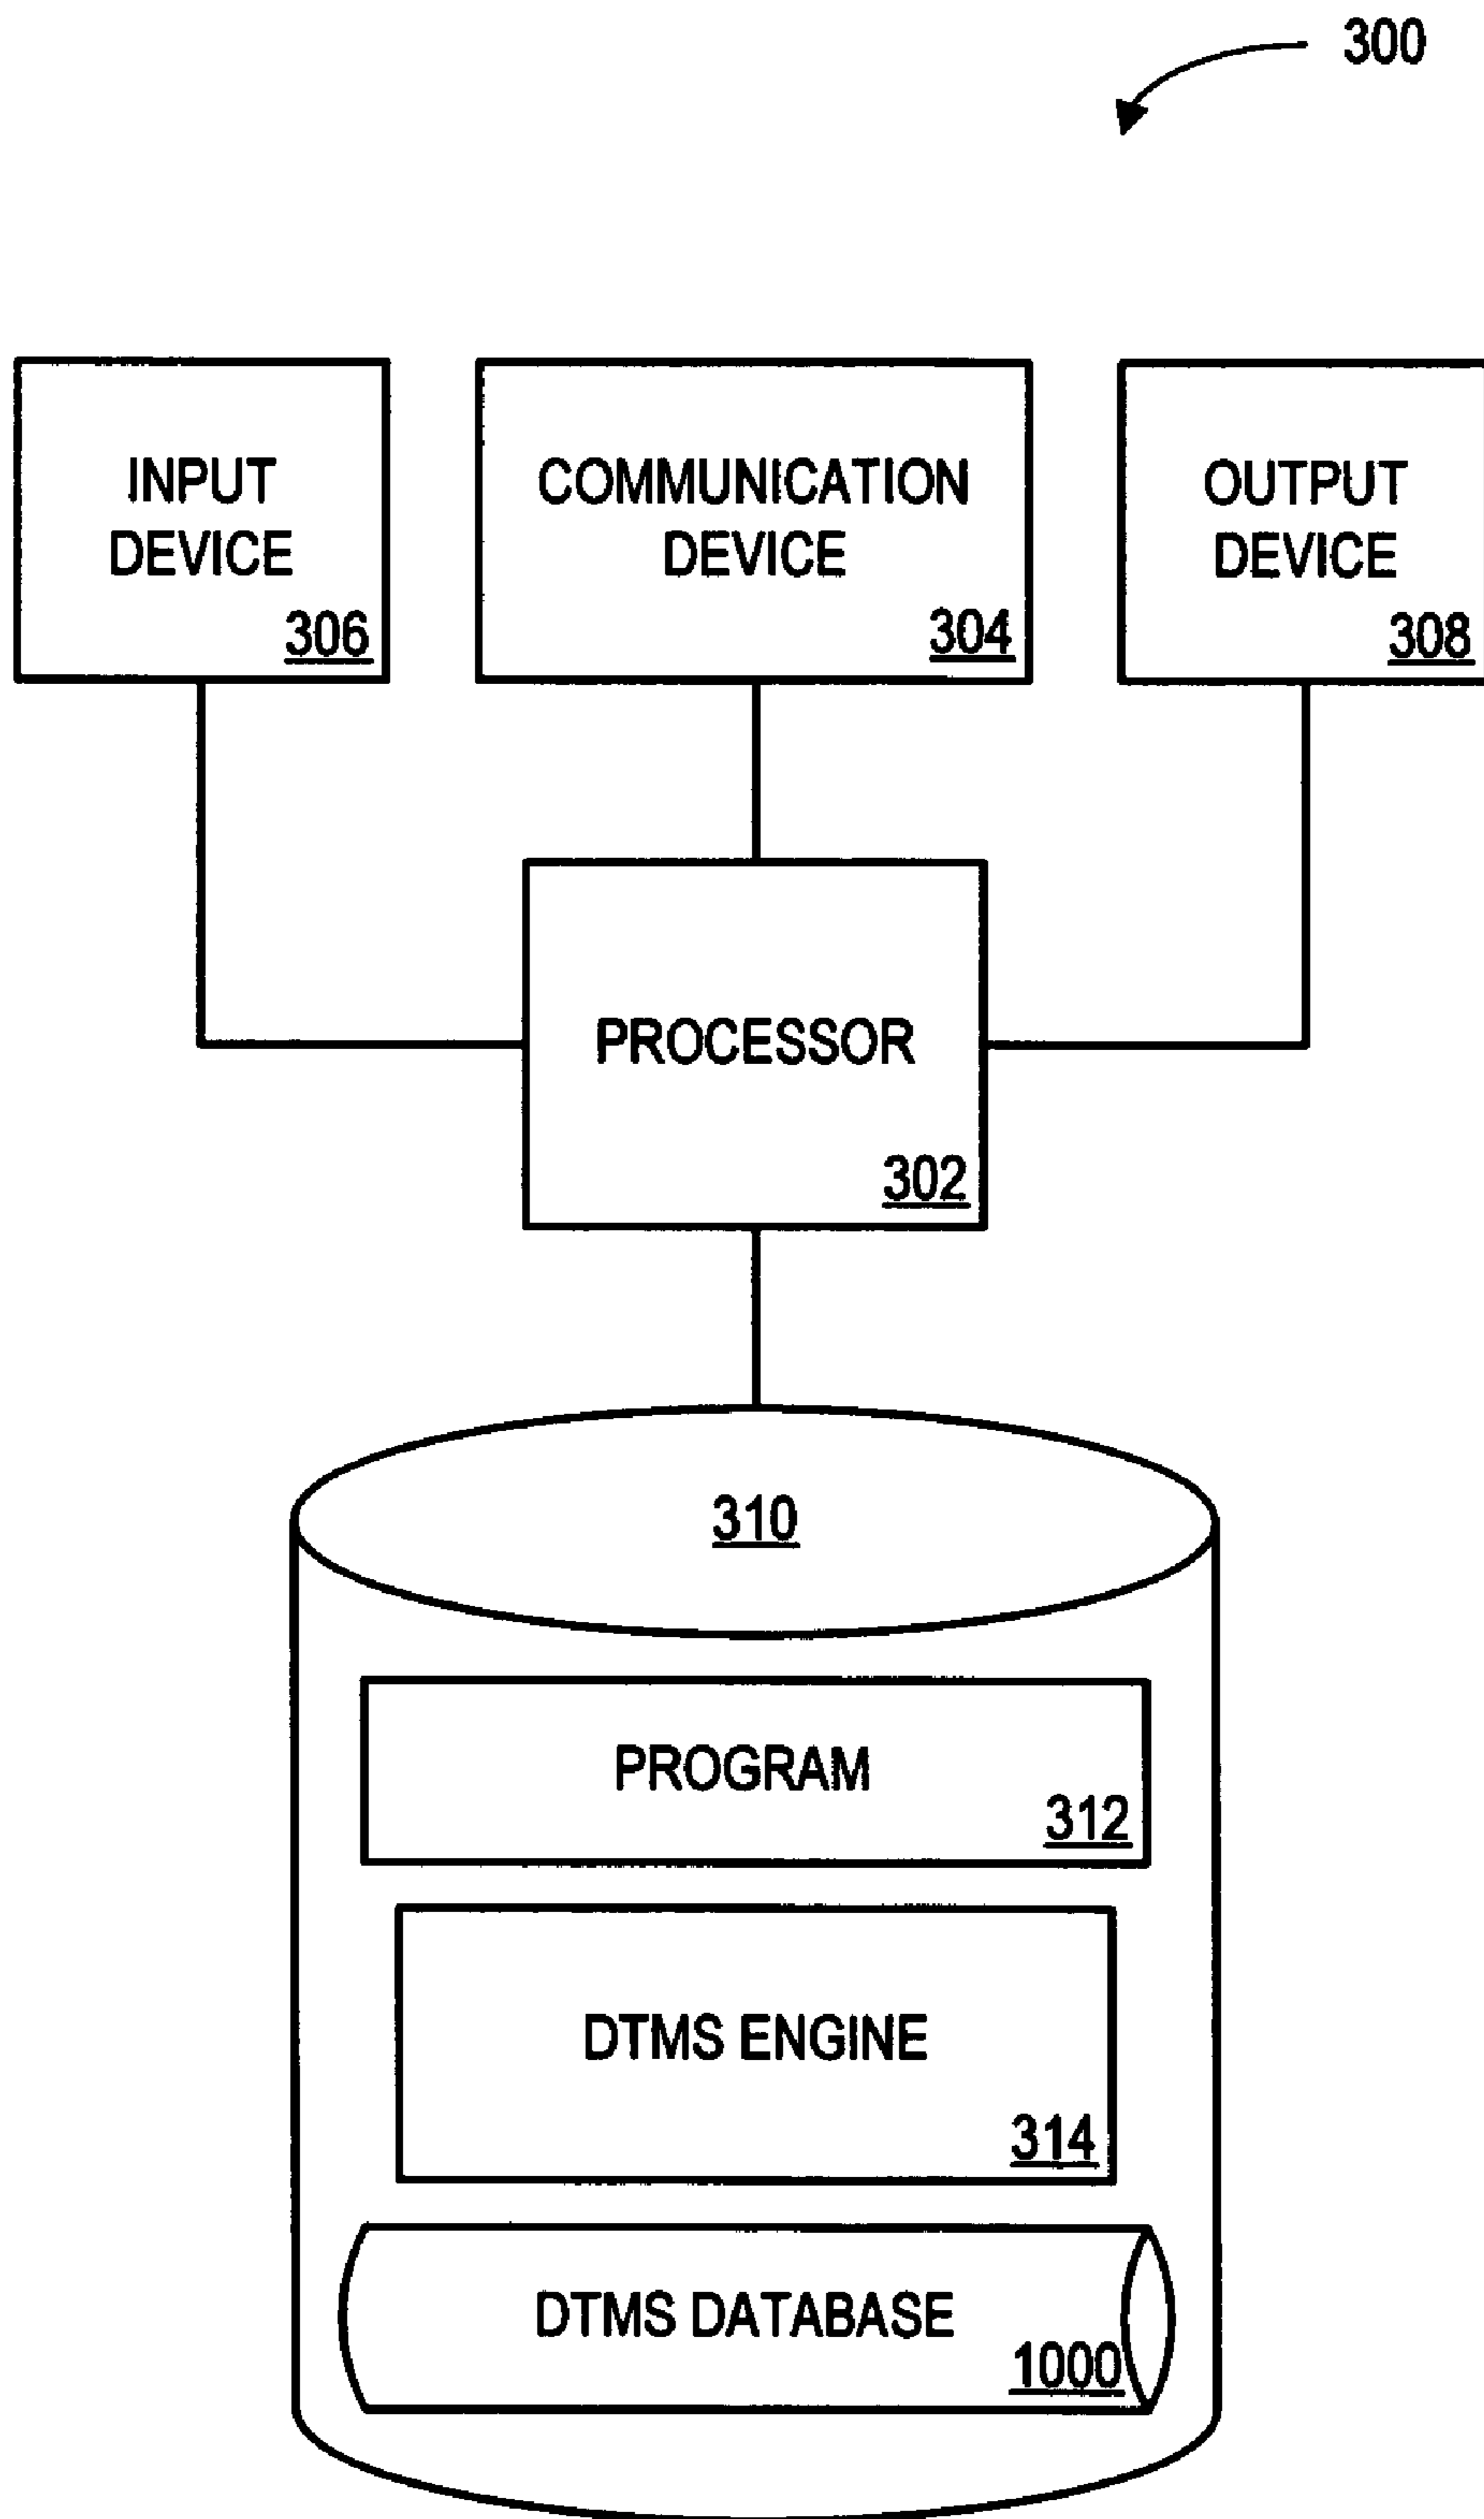 300
INPUT
DEVICE
306
COMMUNICATION
DEVICE
304
OUTPUT
DEVICE
308
PROCESSOR
302
310
PROGRAM
312
DTMS ENGINE
314
DTMS DATABASE
1000